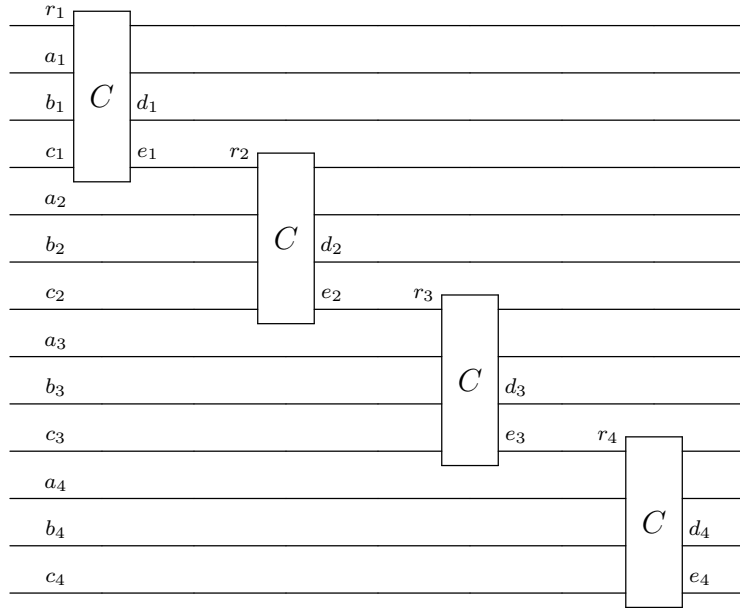 r₁
a₁
b₁ C d₁
c₁ e₁ r₂
a₂
b₂ C d₂
c₂ e₂ r₃
a₃
b₃ C d₃
c₃ e₃ r₄
a₄
b₄ C d₄
c₄ e₄